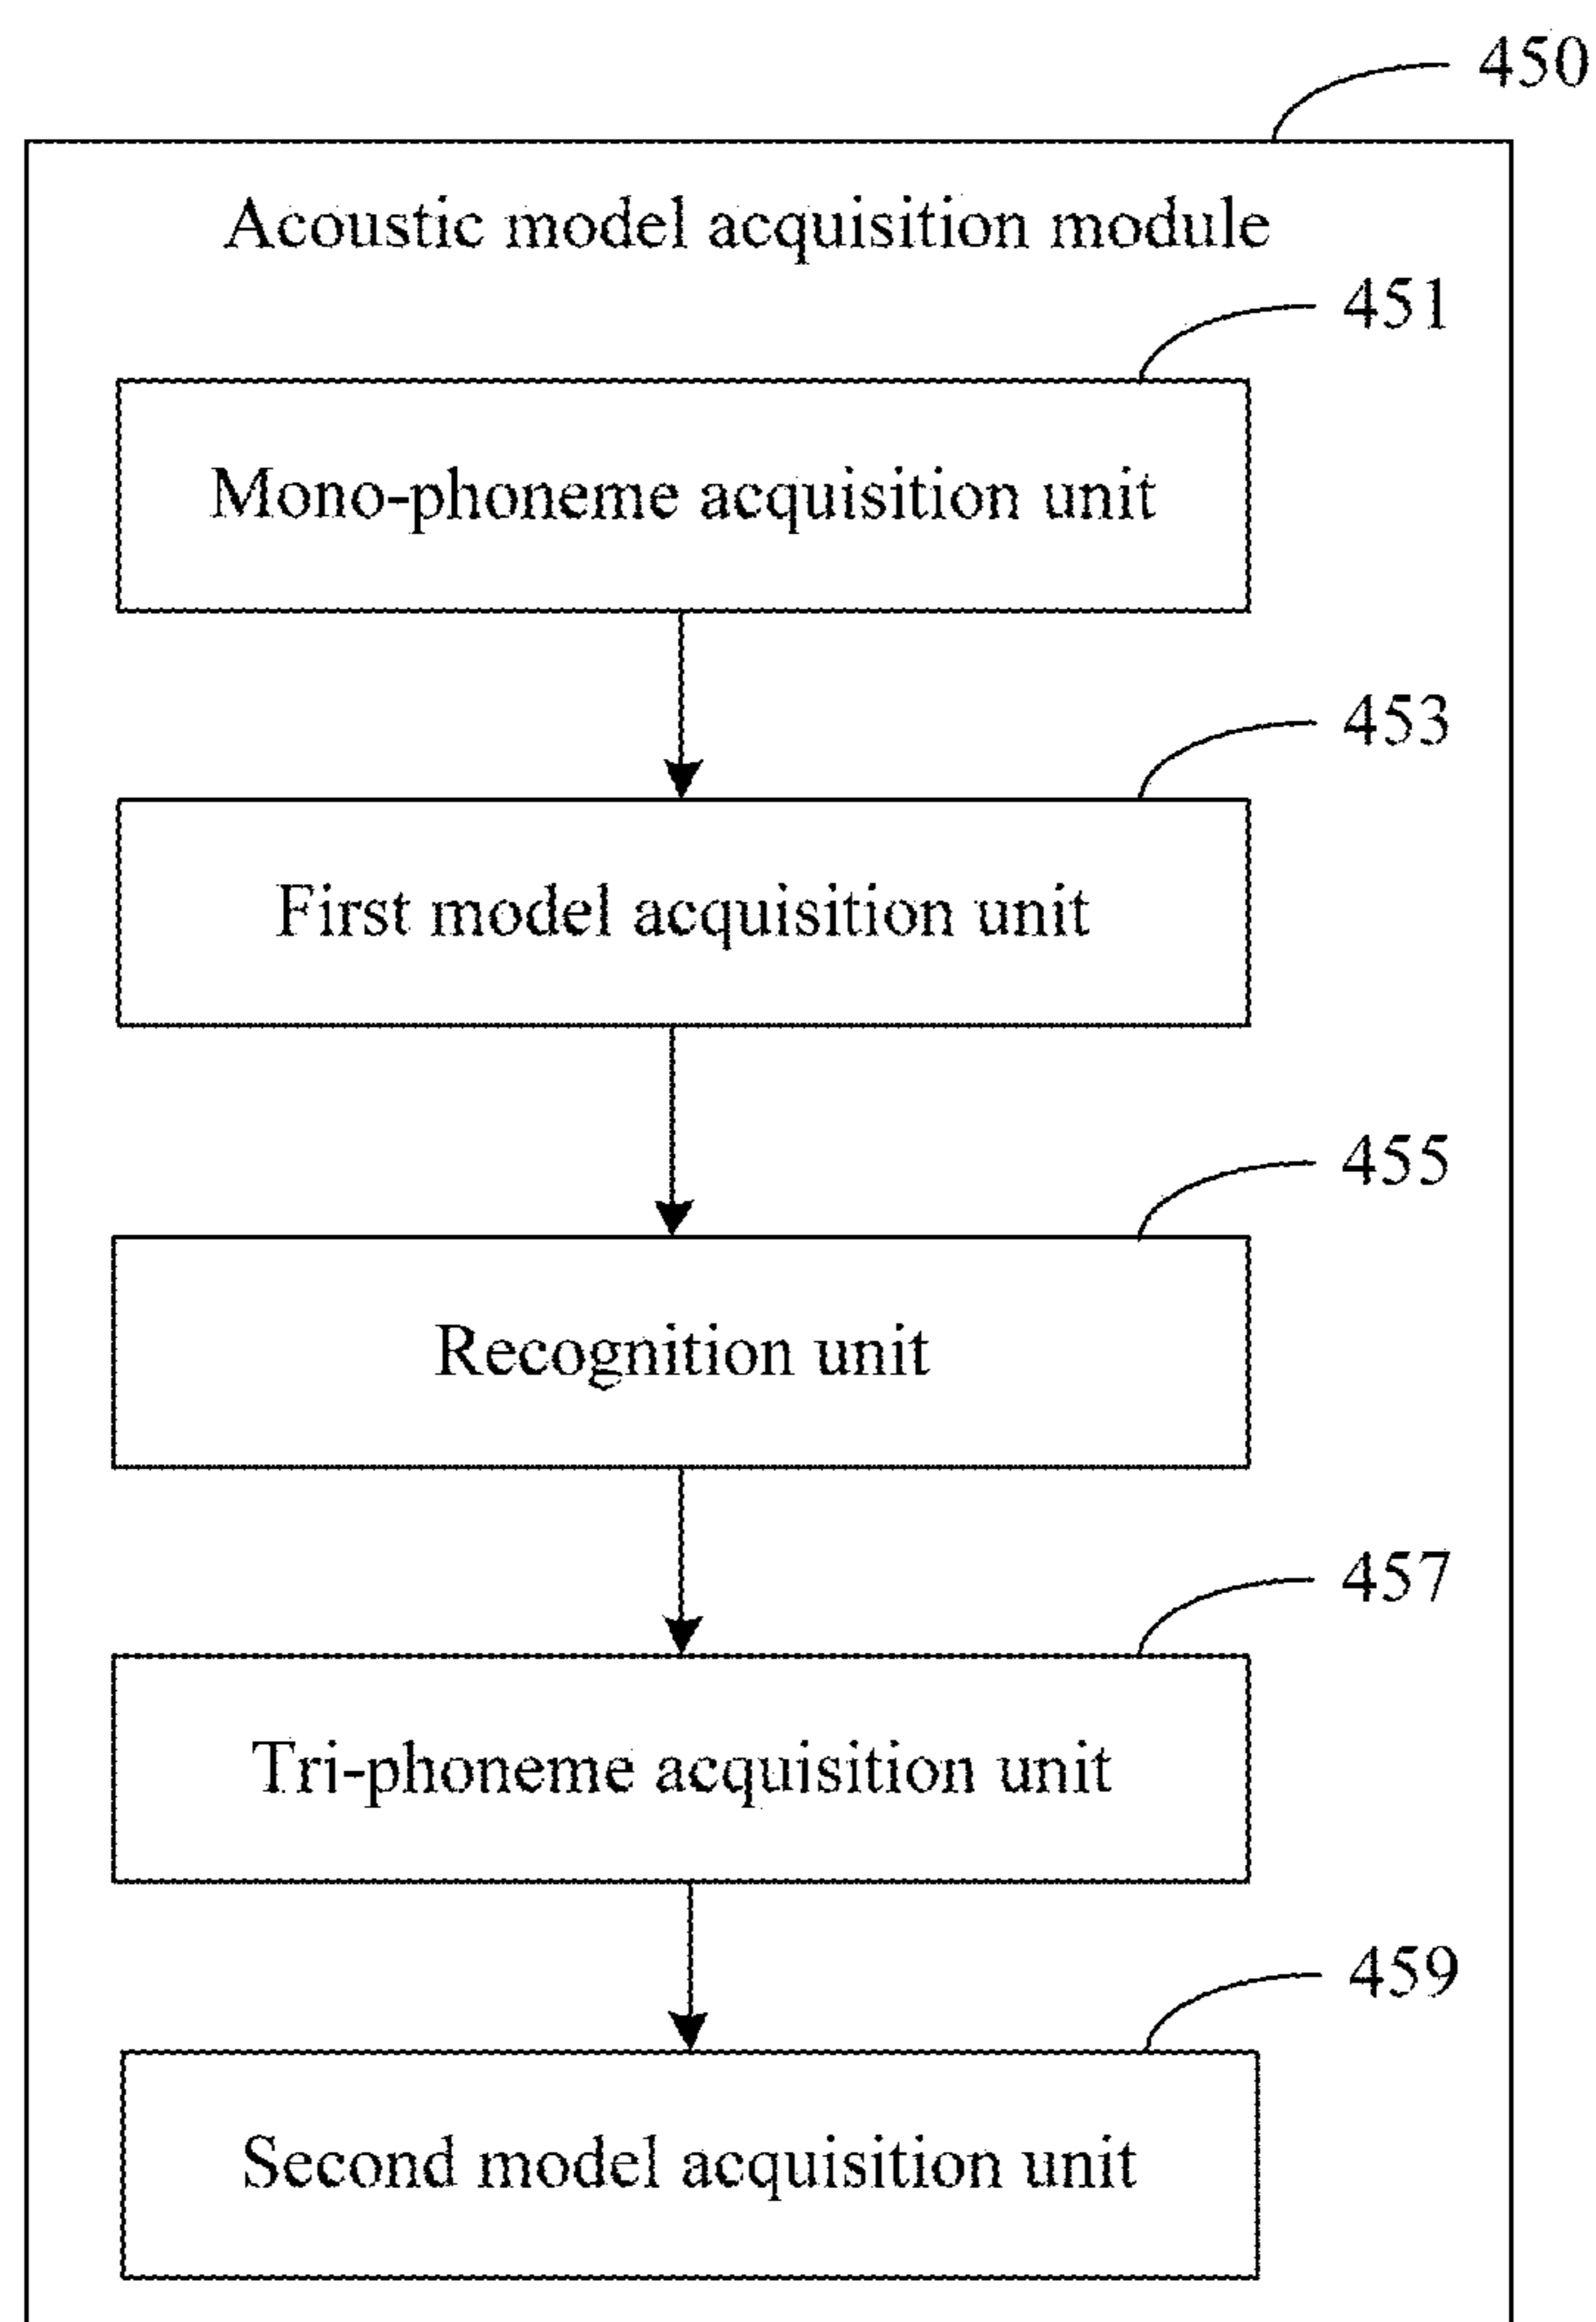 450
Acoustic model acquisition module
451
Mono-phoneme acquisition unit
453
First model acquisition unit
455
Recognition unit
457
Tri-phoneme acquisition unit
459
Second model acquisition unit